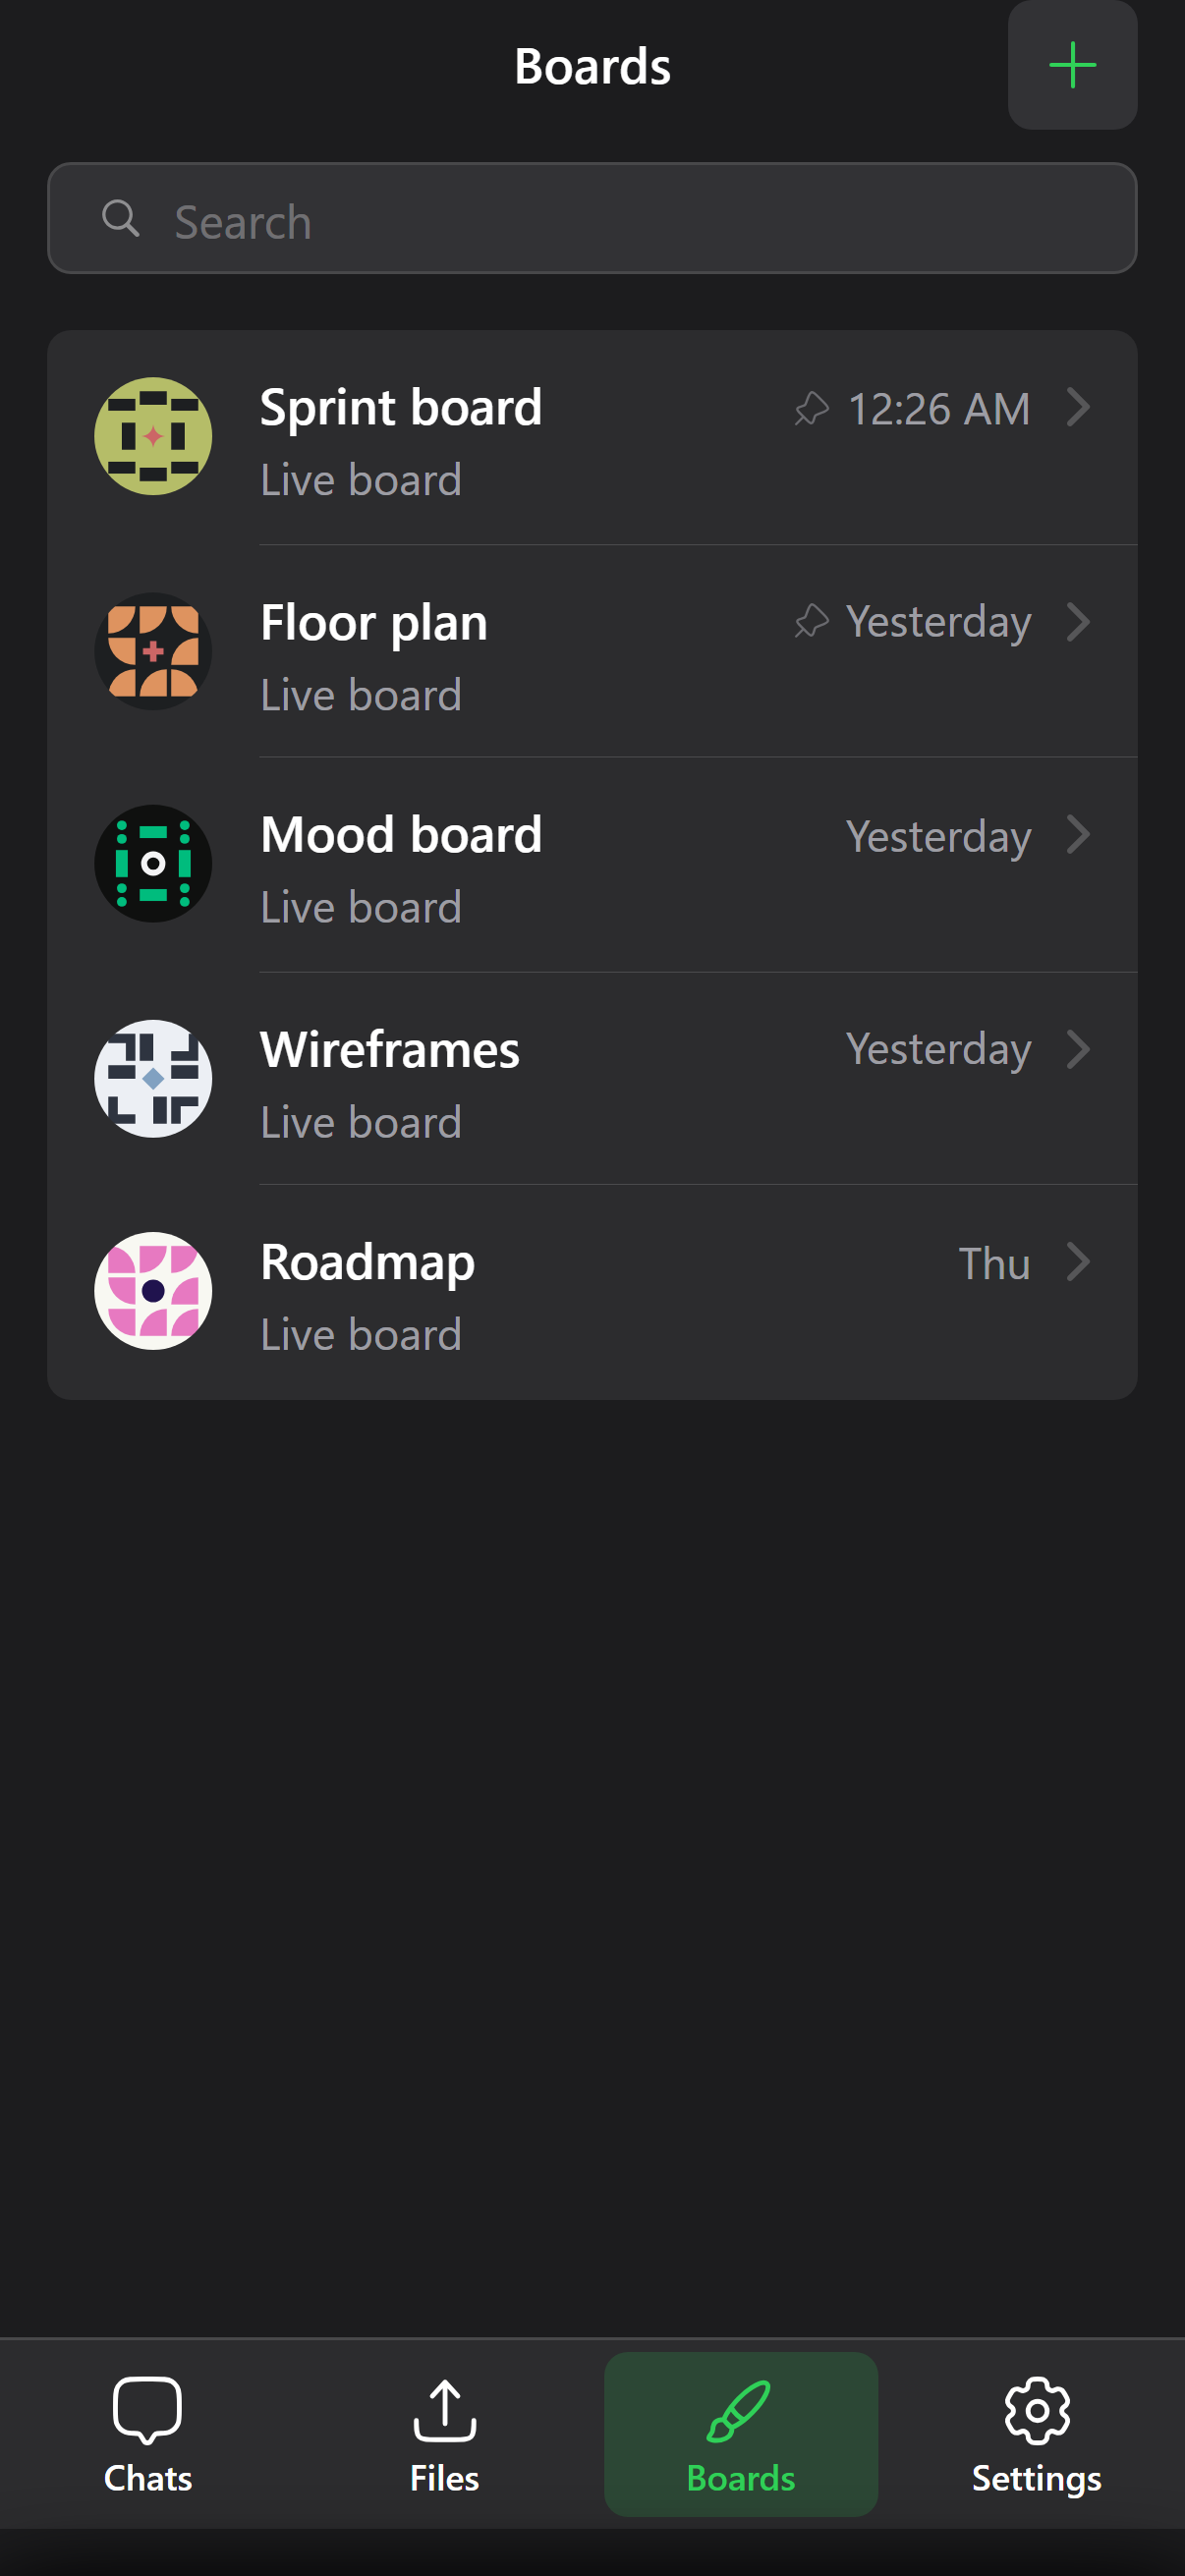 Boards
Search
Sprint board
12:26 AM
Live board
Floor plan
Yesterday
Live board
Mood board
Yesterday
Live board
Wireframes
Yesterday
Live board
Roadmap
Thu
Live board
Chats
Files
Boards
Settings